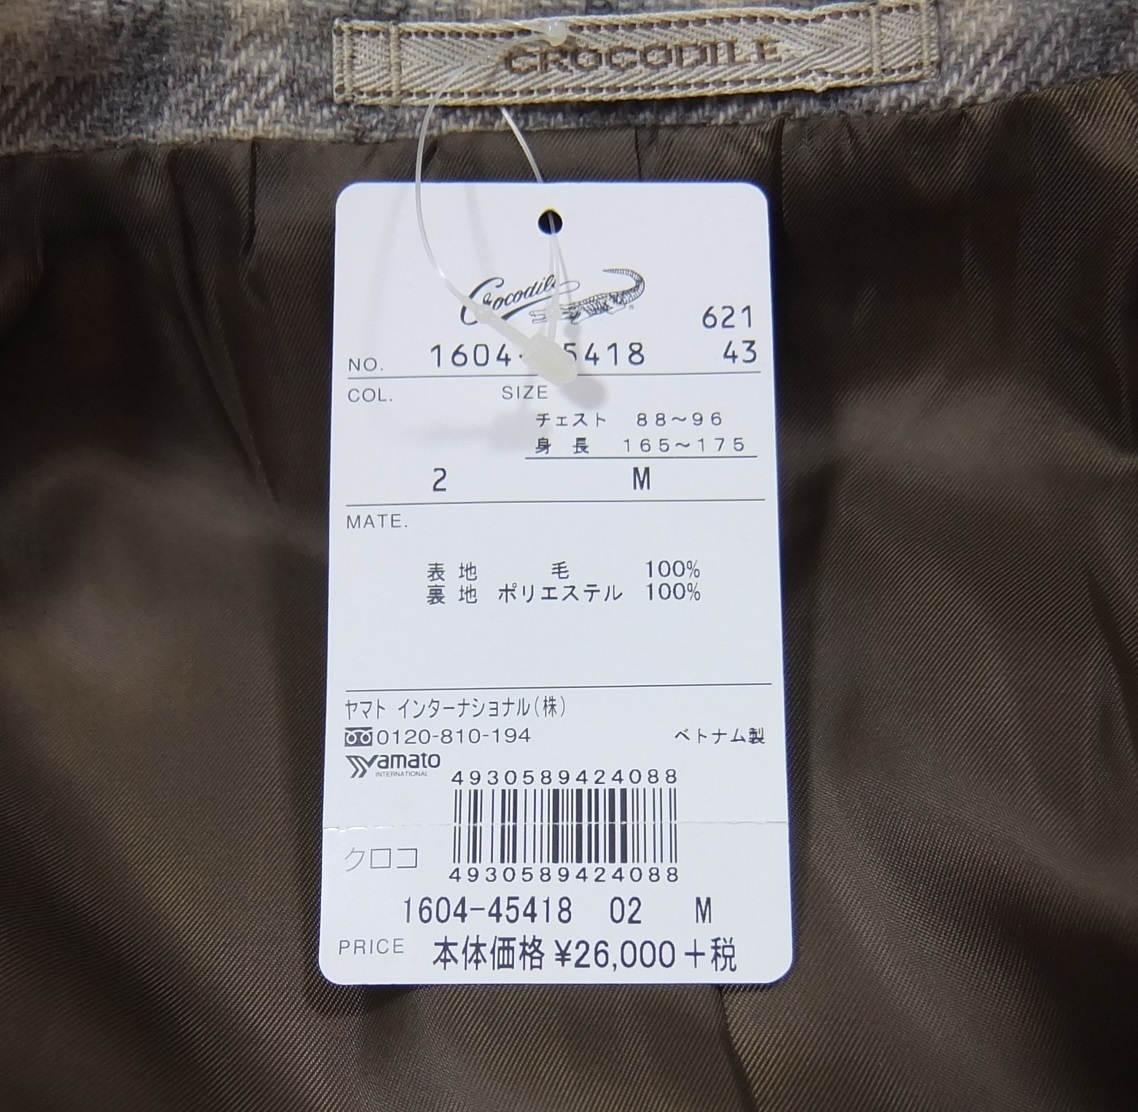 CROCODILE
Crocodile
621
NO. 1604-45418 43
COL. SIZE
チェスト 88～96
身長 165～175
2 M
MATE.
表地 毛 100%
裏地 ポリエステル 100%
ヤマト インターナショナル(株)
0120-810-194 ベトナム製
Yamato
INTERNATIONAL
4930589424088
クロコ
4930589424088
1604-45418 02 M
PRICE 本体価格 ¥26,000+税